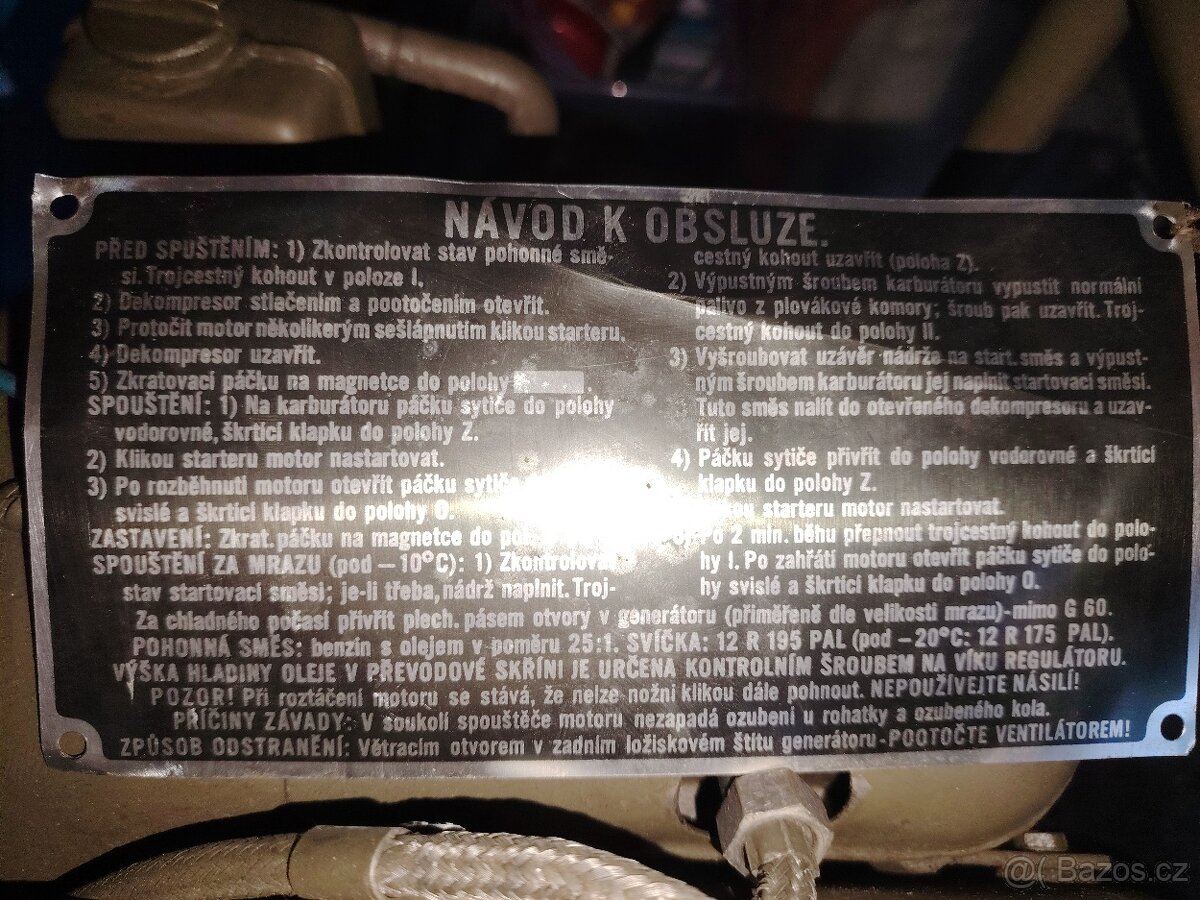 NÁVOD K OBSLUZE.
PŘED SPUŠTĚNÍM: 1) Zkontrolovat stav pohonné smě-
si. Trojcestný kohout v poloze I.
2) Dekompresor stlačením a pootočením otevřít.
3) Protočit motor několikerým sešlápnutím klikou starteru.
4) Dekompresor uzavřít.
5) Zkratovací páčku na magnetce do polohy
SPOUŠTĚNÍ: 1) Na karburátoru páčku sytiče do polohy
vodorovné, škrticí klapku do polohy Z.
2) Klikou starteru motor nastartovat.
3) Po rozběhnutí motoru otevřít páčku sytiče
svislé a škrticí klapku do polohy O.
ZASTAVENÍ: Zkrat. páčku na magnetce do
SPOUŠTĚNÍ ZA MRAZU (pod –10°C): 1) Zkontrolovat
stav startovací směsi; je-li třeba, nádrž naplnit. Troj-
cestný kohout uzavřít (poloha Z).
2) Výpustným šroubem karburátoru vypustit normální
palivo z plovákové komory; šroub pak uzavřít. Troj-
cestný kohout do polohy II.
3) Vyšroubovat uzávěr nádrže na start. směs a výpust-
ným šroubem karburátoru jej naplnit startovací směsí.
Tuto směs nalít do otevřeného dekompresoru a uzav-
řít jej.
4) Páčku sytiče přivřít do polohy vodorovné a škrticí
klapku do polohy Z.
starteru motor nastartovat.
Po 2 min. běhu přepnout trojcestný kohout do polo-
hy I. Po zahřátí motoru otevřít páčku sytiče do polo-
hy svislé a škrticí klapku do polohy O.
Za chladného počasí přivřít plech. pásem otvory v generátoru (přiměřeně dle velikosti mrazu)-mimo G 60.
POHONNÁ SMĚS: benzin s olejem v poměru 25:1. SVÍČKA: 12 R 195 PAL (pod –20°C: 12 R 175 PAL).
VÝŠKA HLADINY OLEJE V PŘEVODOVÉ SKŘÍNI JE URČENA KONTROLNÍM ŠROUBEM NA VÍKU REGULÁTORU.
POZOR! Při roztáčení motoru se stává, že nelze nožní klikou dále pohnout. NEPOUŽÍVEJTE NÁSILÍ!
PŘÍČINY ZÁVADY: V soukolí spouštěče motoru nezapadá ozubení u rohatky a ozubeného kola.
ZPŮSOB ODSTRANĚNÍ: Větracím otvorem v zadním ložiskovém štítu generátoru-POOTOČTE VENTILÁTOREM!
@( Bazos.cz